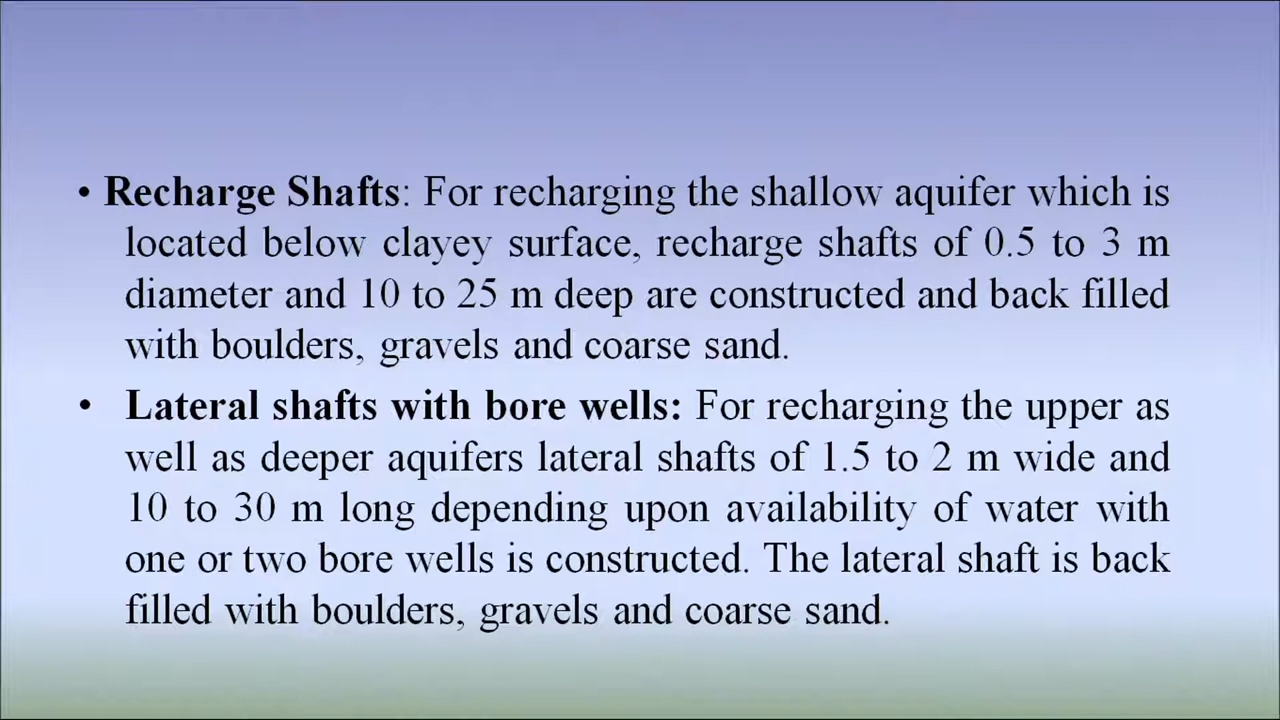 • Recharge Shafts: For recharging the shallow aquifer which is
located below clayey surface, recharge shafts of 0.5 to 3 m
diameter and 10 to 25 m deep are constructed and back filled
with boulders, gravels and coarse sand.
• Lateral shafts with bore wells: For recharging the upper as
well as deeper aquifers lateral shafts of 1.5 to 2 m wide and
10 to 30 m long depending upon availability of water with
one or two bore wells is constructed. The lateral shaft is back
filled with boulders, gravels and coarse sand.